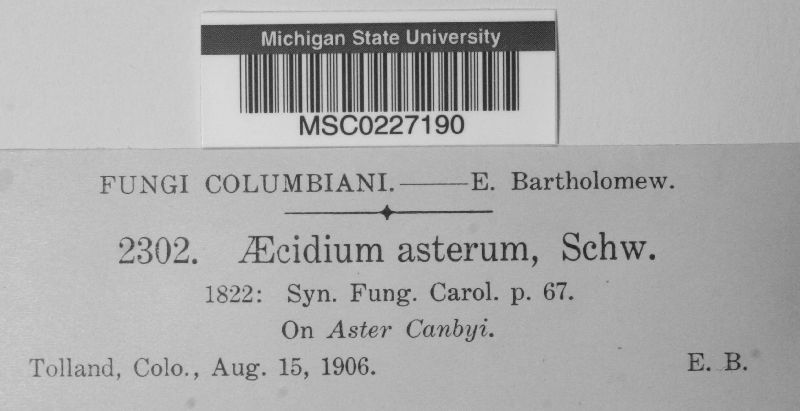 Michigan State University
MSC0227190
FUNGI COLUMBIANI.——E. Bartholomew.
2302. Æcidium asterum, Schw.
1822: Syn. Fung. Carol. p. 67.
On Aster Canbyi.
Tolland, Colo., Aug. 15, 1906. E. B.